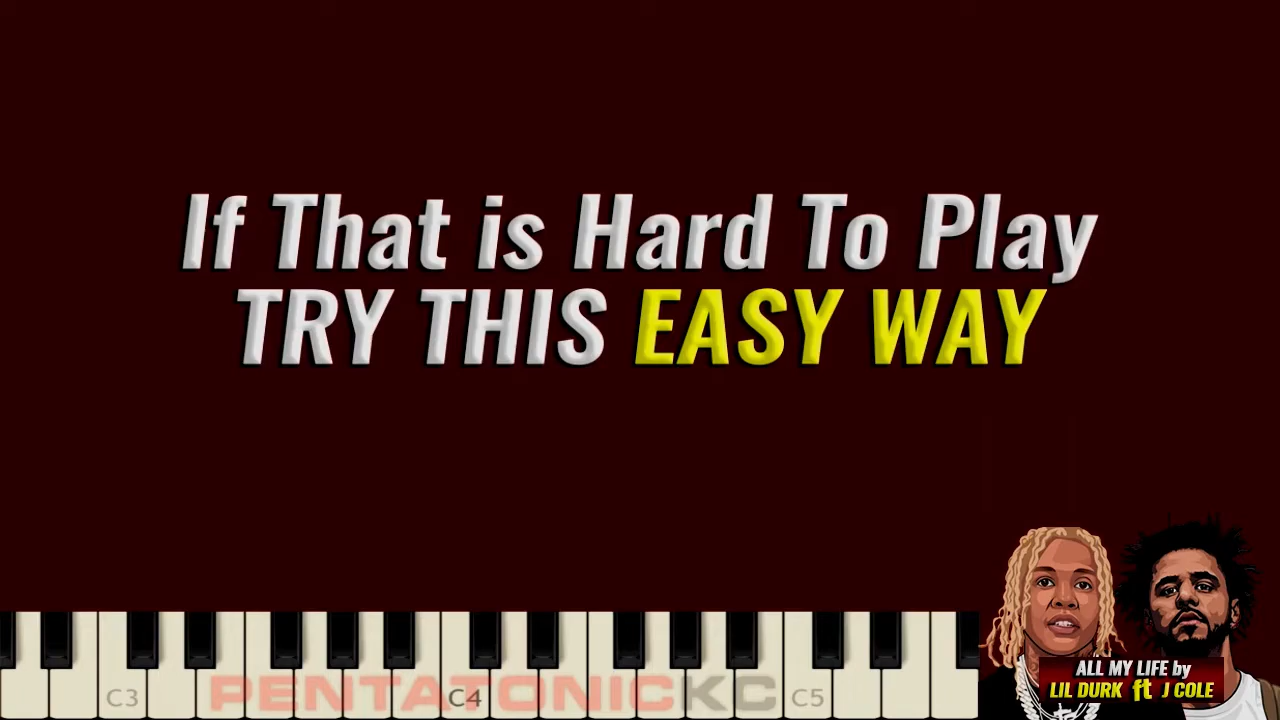 If That is Hard To Play
TRY THIS EASY WAY
C3
C4
C5
PENTATONICKC
ALL MY LIFE by
LIL DURK ft J COLE